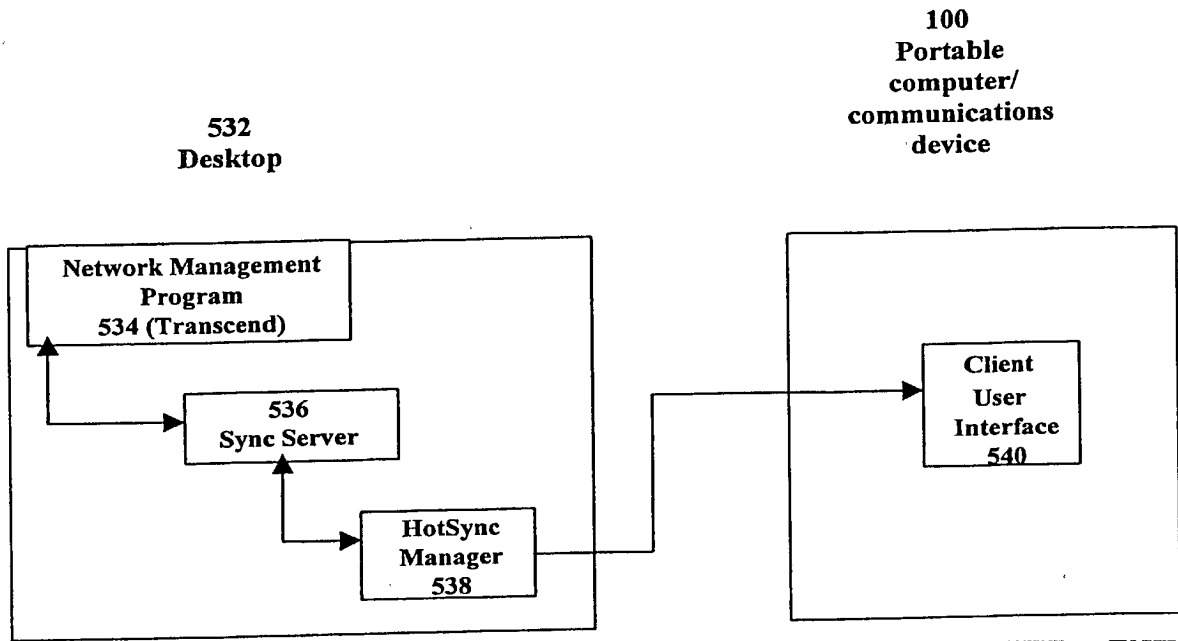 100
Portable
computer/
communications
device
532
Desktop
Network Management
Program
534 (Transcend)
536
Sync Server
HotSync
Manager
538
Client
User
Interface
540